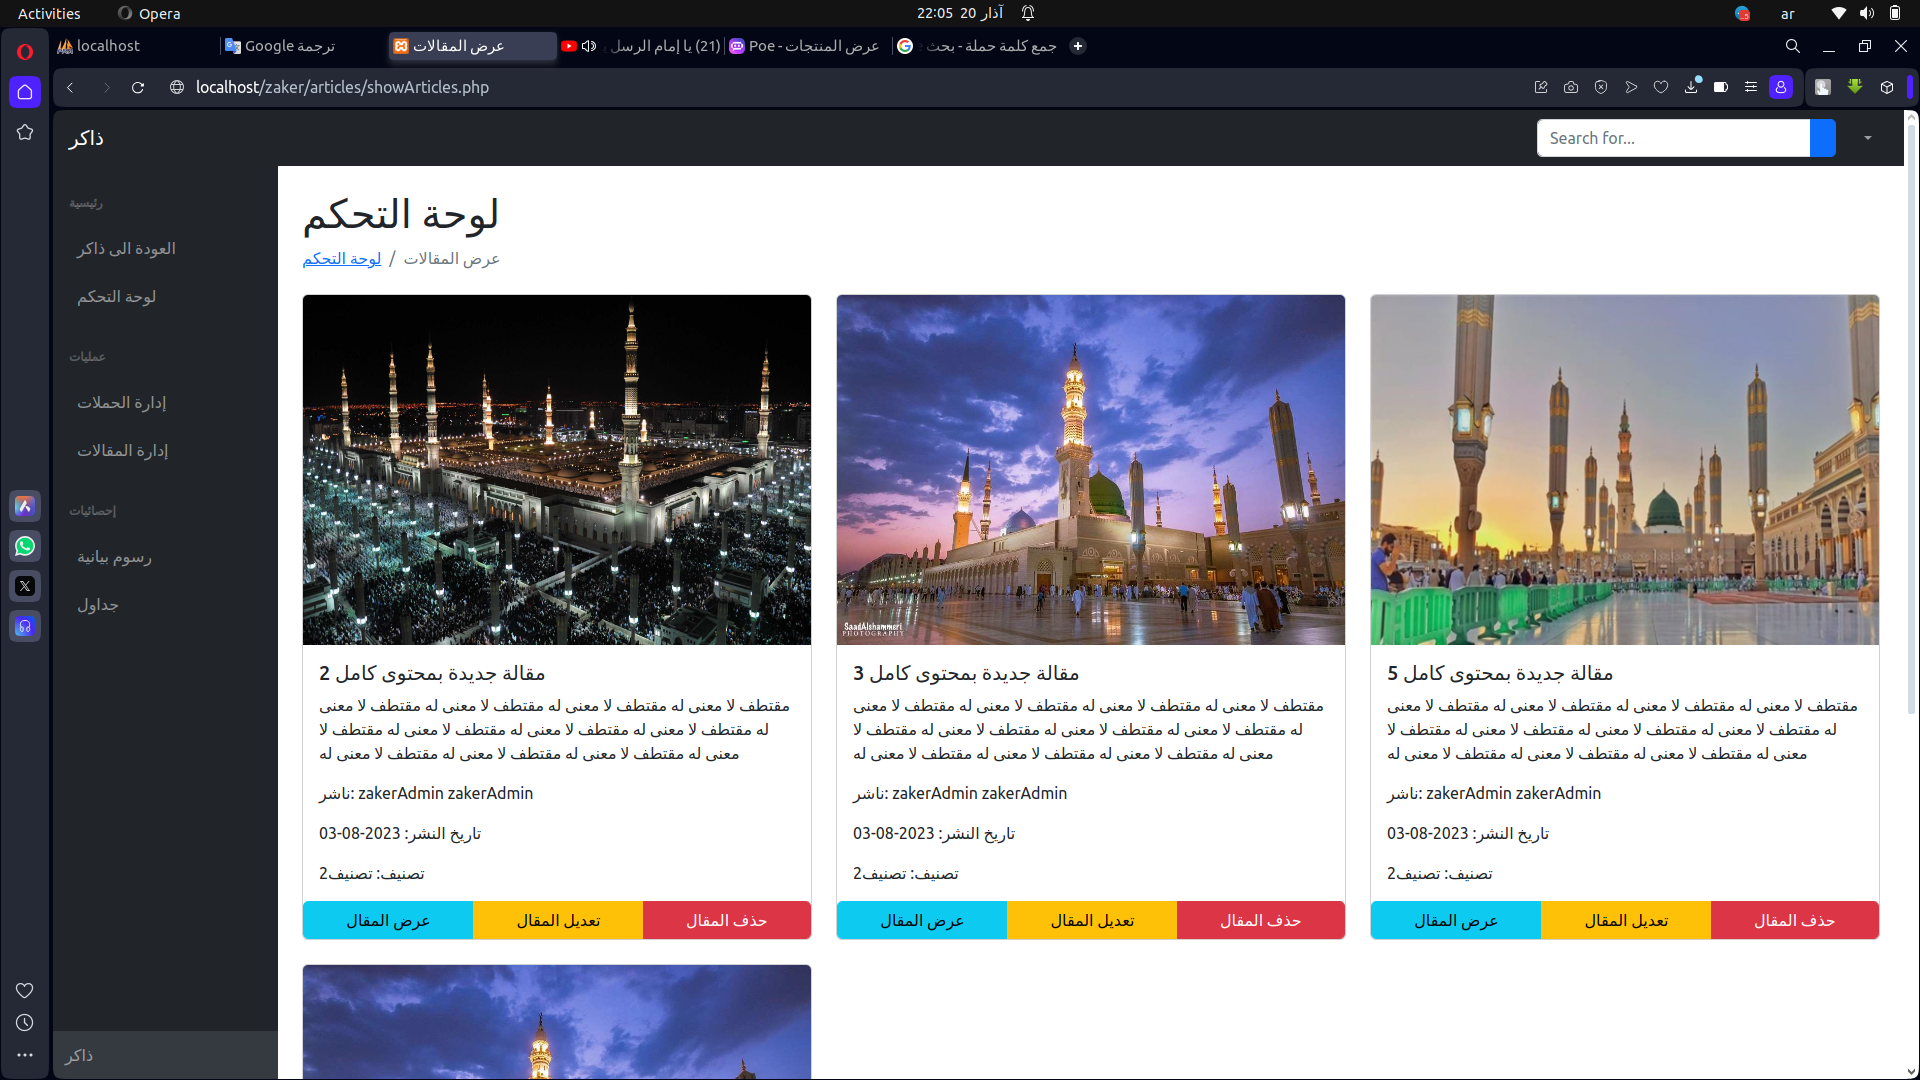 Activities
Opera
22:05 20 آذار
ar
localhost
ترجمة Google
عرض المقالات
(21) يا إمام الرسل
عرض المنتجات - Poe
جمع كلمة حملة - بحث
localhost/zaker/articles/showArticles.php
ذاكر
Search for...
رئيسية
العودة الى ذاكر
لوحة التحكم
عمليات
إدارة الحملات
إدارة المقالات
إحصائيات
رسوم بيانية
جداول
ذاكر
لوحة التحكم
لوحة التحكم / عرض المقالات
SaadAlshammeri
PHOTOGRAPHY
مقالة جديدة بمحتوى كامل 2
مقتطف لا معنى له مقتطف لا معنى له مقتطف لا معنى له مقتطف لا معنى
له مقتطف لا معنى له مقتطف لا معنى له مقتطف لا معنى له مقتطف لا
معنى له مقتطف لا معنى له مقتطف لا معنى له مقتطف لا معنى له
ناشر: zakerAdmin zakerAdmin
تاريخ النشر: 2023-08-03
تصنيف: تصنيف2
عرض المقال
تعديل المقال
حذف المقال
مقالة جديدة بمحتوى كامل 3
مقتطف لا معنى له مقتطف لا معنى له مقتطف لا معنى له مقتطف لا معنى
له مقتطف لا معنى له مقتطف لا معنى له مقتطف لا معنى له مقتطف لا
معنى له مقتطف لا معنى له مقتطف لا معنى له مقتطف لا معنى له
ناشر: zakerAdmin zakerAdmin
تاريخ النشر: 2023-08-03
تصنيف: تصنيف2
عرض المقال
تعديل المقال
حذف المقال
مقالة جديدة بمحتوى كامل 5
مقتطف لا معنى له مقتطف لا معنى له مقتطف لا معنى له مقتطف لا معنى
له مقتطف لا معنى له مقتطف لا معنى له مقتطف لا معنى له مقتطف لا
معنى له مقتطف لا معنى له مقتطف لا معنى له مقتطف لا معنى له
ناشر: zakerAdmin zakerAdmin
تاريخ النشر: 2023-08-03
تصنيف: تصنيف2
عرض المقال
تعديل المقال
حذف المقال